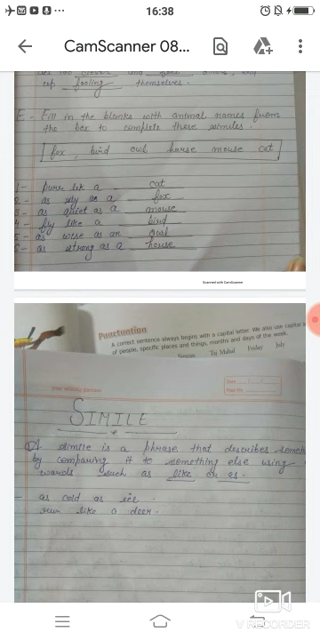 16:38
CamScanner 08...
ref feeling themselves.
E- Fill in the blanks with animal names from
the box to complete these similes.
[fox, bird owl horse mouse cat]
1- purr like a cat
2- as sly as a fox
3- as quiet as a mouse
4- fly like a bird
5- as wise as an owl
6- as strong as a horse
Scanned with CamScanner
Punctuation
A correct sentence always begins with a capital letter. We also use capital
of people, specific places and things, months and days of the week.
Taj Mahal Friday July
Date
SIMILE
A simile is a phrase that describes
by comparing it to something else using
words such as like or as.
- as cold as ice
run like a deer.
RECORDER